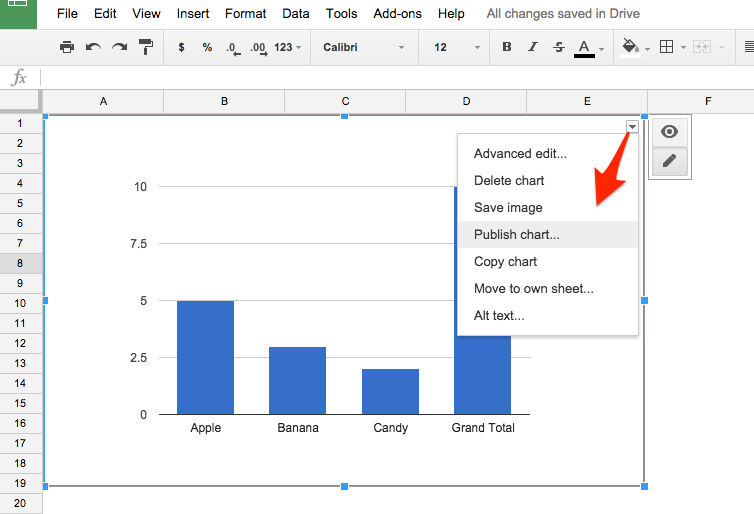 File Edit View Insert Format Data Tools Add-ons Help All changes saved in Drive
$ % .0 .00 123 Calibri 12 B I S A
fx
A B C D E F
1
2
3
4
5
6
7
8
9
10
11
12
13
14
15
16
17
18
19
20
Advanced edit...
Delete chart
Save image
Publish chart...
Copy chart
Move to own sheet...
Alt text...
10
7.5
5
2.5
0
Apple Banana Candy Grand Total